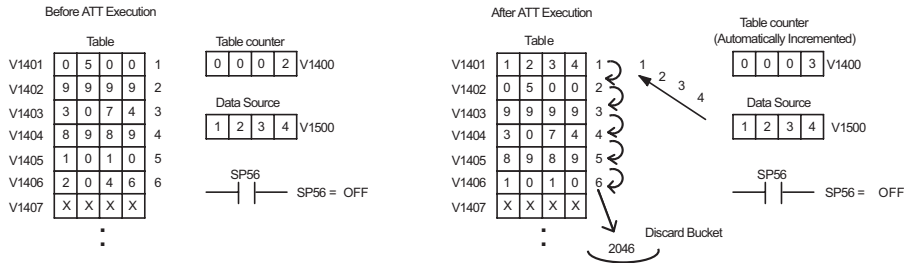 Before ATT Execution
Table
V1401 0 5 0 0 1
V1402 9 9 9 9 2
V1403 3 0 7 4 3
V1404 8 9 8 9 4
V1405 1 0 1 0 5
V1406 2 0 4 6 6
V1407 X X X X
:
Table counter
0 0 0 2 V1400
Data Source
1 2 3 4 V1500
SP56
SP56 = OFF
After ATT Execution
Table
V1401 1 2 3 4 1
V1402 0 5 0 0 2
V1403 9 9 9 9 3
V1404 3 0 7 4 4
V1405 8 9 8 9 5
V1406 1 0 1 0 6
V1407 X X X X
:
1 2 3 4
Table counter
(Automatically Incremented)
0 0 0 3 V1400
Data Source
1 2 3 4 V1500
SP56
SP56 = OFF
Discard Bucket
2046